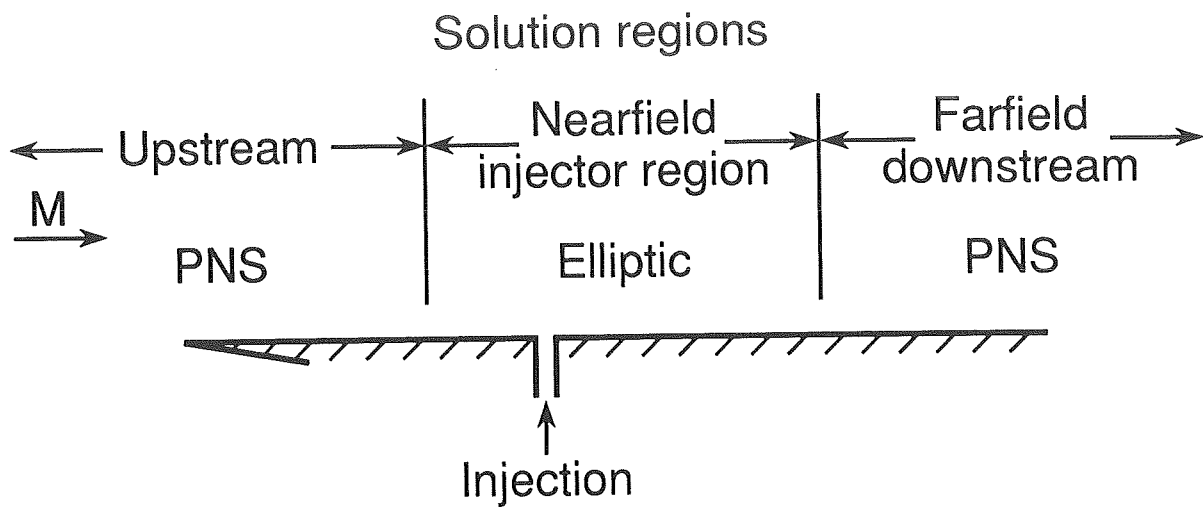 Solution regions
Upstream
Nearfield
injector region
Farfield
downstream
M
PNS
Elliptic
PNS
Injection